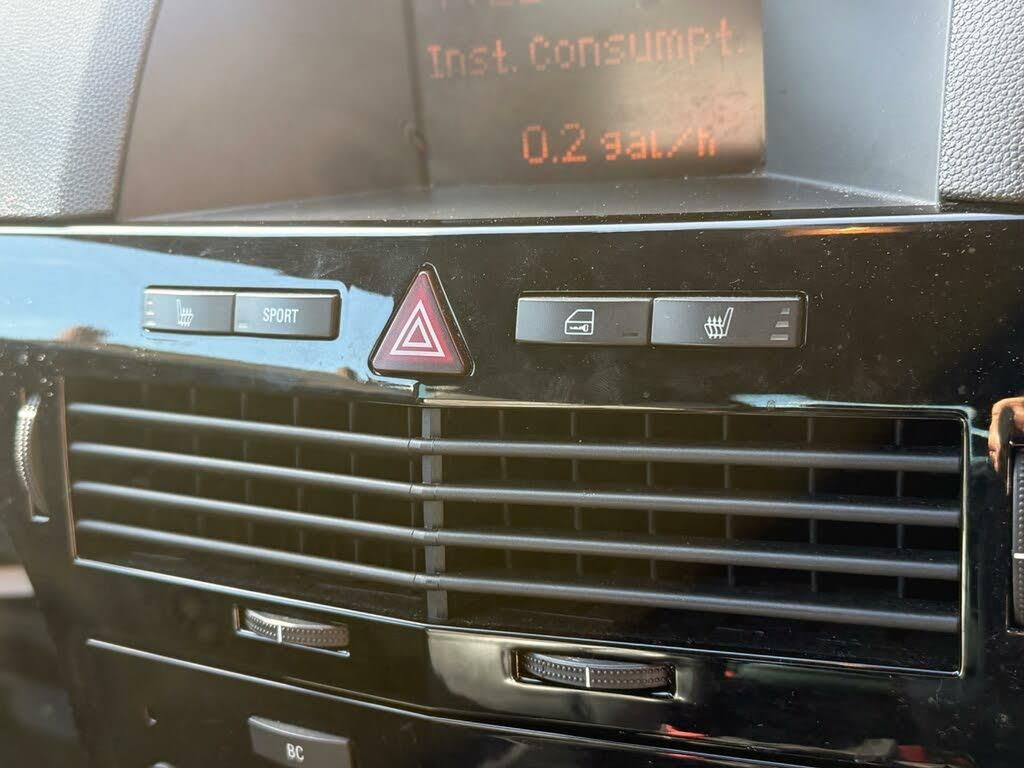 Inst. Consumpt.
0.2 gal/h
SPORT
BC